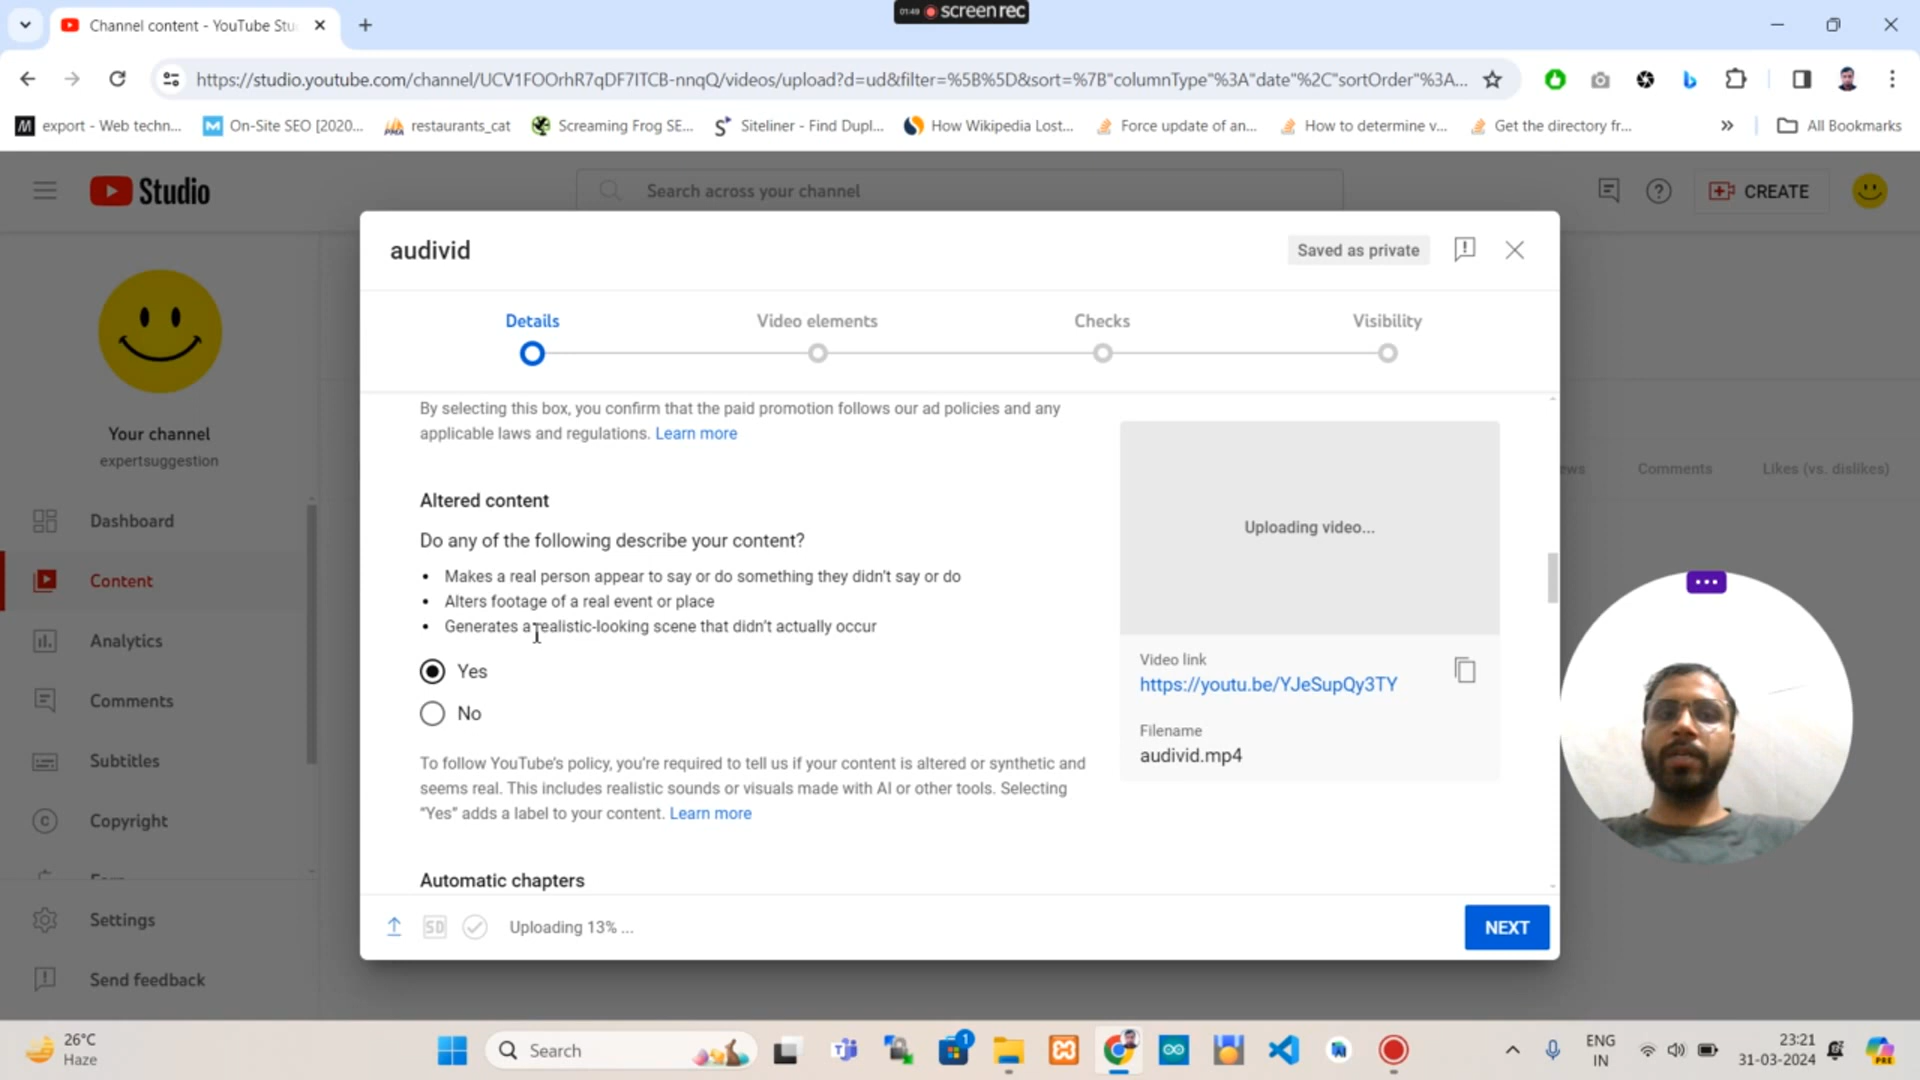 01:49 screen rec
Channel content - YouTube Stu
https://studio.youtube.com/channel/UCV1FOOrhR7qDF7ITCB-nnqQ/videos/upload?d=ud&filter=%5B%5D&sort=%7B"columnType"%3A"date"%2C"sortOrder"%3A...
export - Web techn... On-Site SEO [2020... restaurants_cat Screaming Frog SE... Siteliner - Find Dupl... How Wikipedia Lost... Force update of an... How to determine v... Get the directory fr... » All Bookmarks
Studio Search across your channel CREATE
audivid Saved as private
Details Video elements Checks Visibility
By selecting this box, you confirm that the paid promotion follows our ad policies and any
applicable laws and regulations. Learn more
Your channel
expertsuggestion
Comments Likes (vs. dislikes)
Altered content
Do any of the following describe your content?
• Makes a real person appear to say or do something they didn't say or do
• Alters footage of a real event or place
• Generates a realistic-looking scene that didn't actually occur
Yes
No
To follow YouTube's policy, you're required to tell us if your content is altered or synthetic and
seems real. This includes realistic sounds or visuals made with AI or other tools. Selecting
"Yes" adds a label to your content. Learn more
Automatic chapters
Uploading video...
Video link
https://youtu.be/YJeSupQy3TY
Filename
audivid.mp4
Dashboard
Content
Analytics
Comments
Subtitles
Copyright
Settings
Send feedback
SD Uploading 13% ... NEXT
26°C
Haze
Search
1
ENG
IN
23:21
31-03-2024
PRE